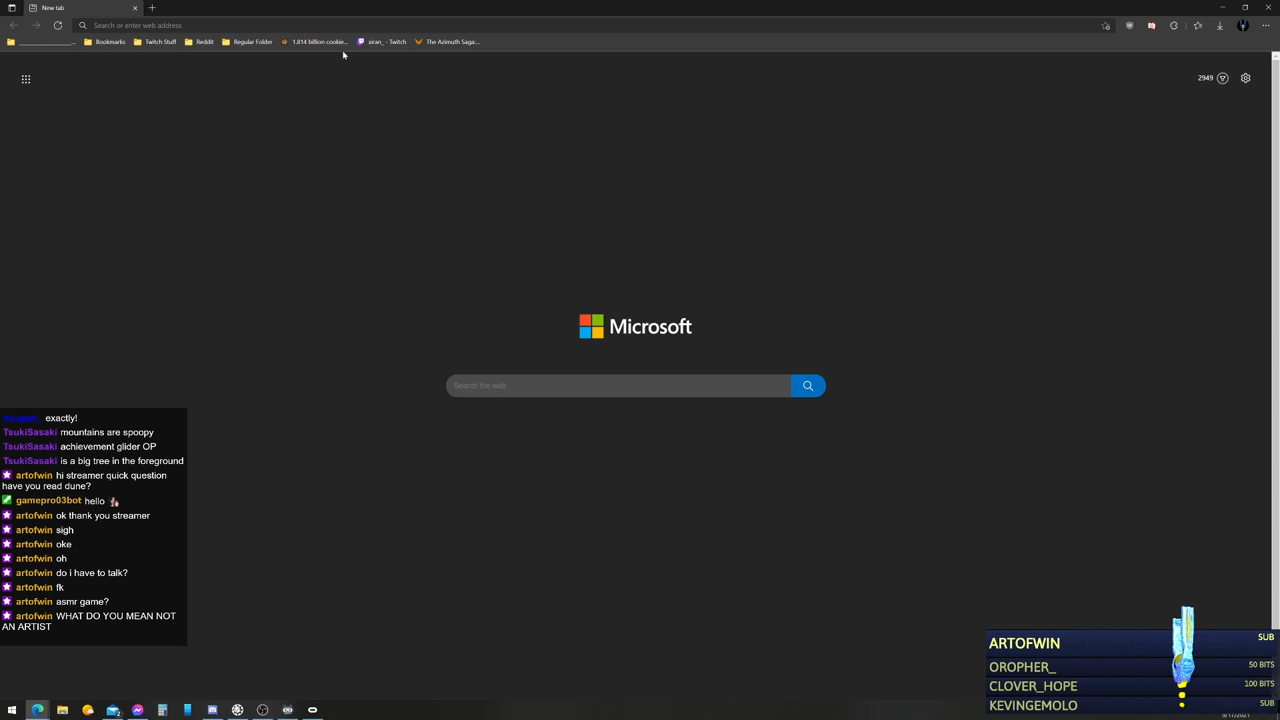 New tab
Search or enter web address
Bookmarks
Twitch Stuff
Reddit
Regular Folder
1.814 billion cookie...
xiran_ - Twitch
The Azimuth Saga:...
2949
Microsoft
Search the web
exactly!
TsukiSasaki mountains are spoopy
TsukiSasaki achievement glider OP
TsukiSasaki is a big tree in the foreground
artofwin hi streamer quick question
have you read dune?
gamepro03bot hello
artofwin ok thank you streamer
artofwin sigh
artofwin oke
artofwin oh
artofwin do i have to talk?
artofwin fk
artofwin asmr game?
artofwin WHAT DO YOU MEAN NOT
AN ARTIST
ARTOFWIN SUB
OROPHER_ 50 BITS
CLOVER_HOPE 100 BITS
KEVINGEMOLO SUB